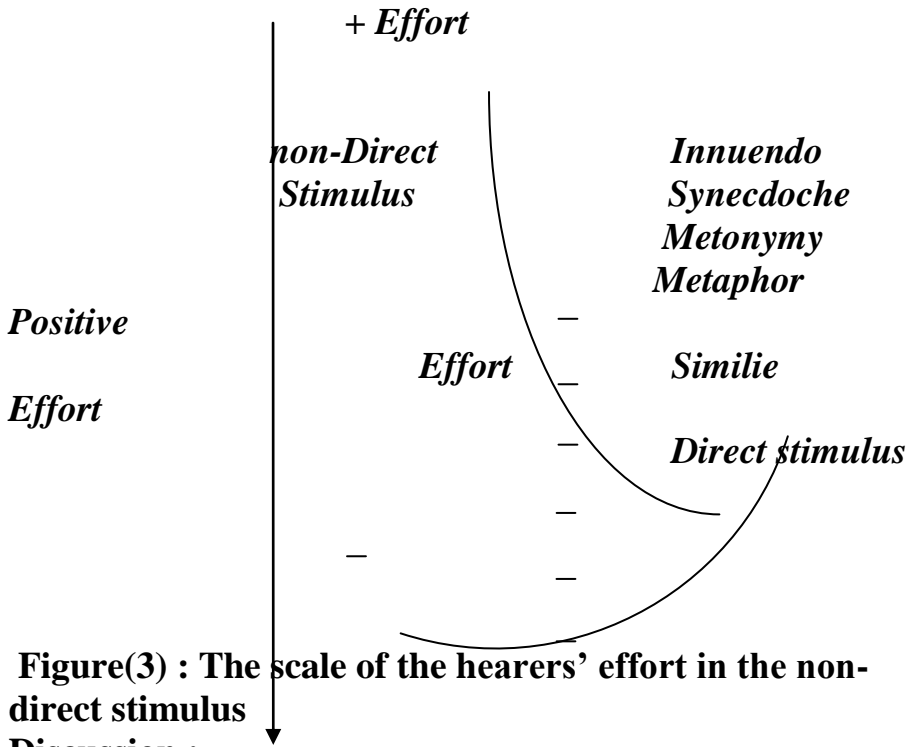 + Effort
non-Direct Innuendo
Stimulus Synecdoche
Metonymy
Metaphor
Positive
Effort Similie
Effort
Direct stimulus
Figure(3) : The scale of the hearers’ effort in the non-
direct stimulus
Discussion :